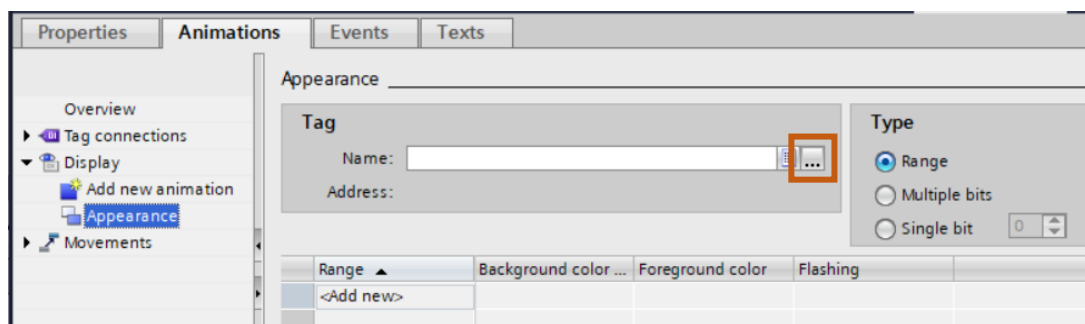 Properties Animations Events Texts
Appearance
Overview
Tag connections
Display
Add new animation
Appearance
Movements
Tag
Name:
...
Address:
Type
Range
Multiple bits
Single bit 0
Range Background color ... Foreground color Flashing
<Add new>